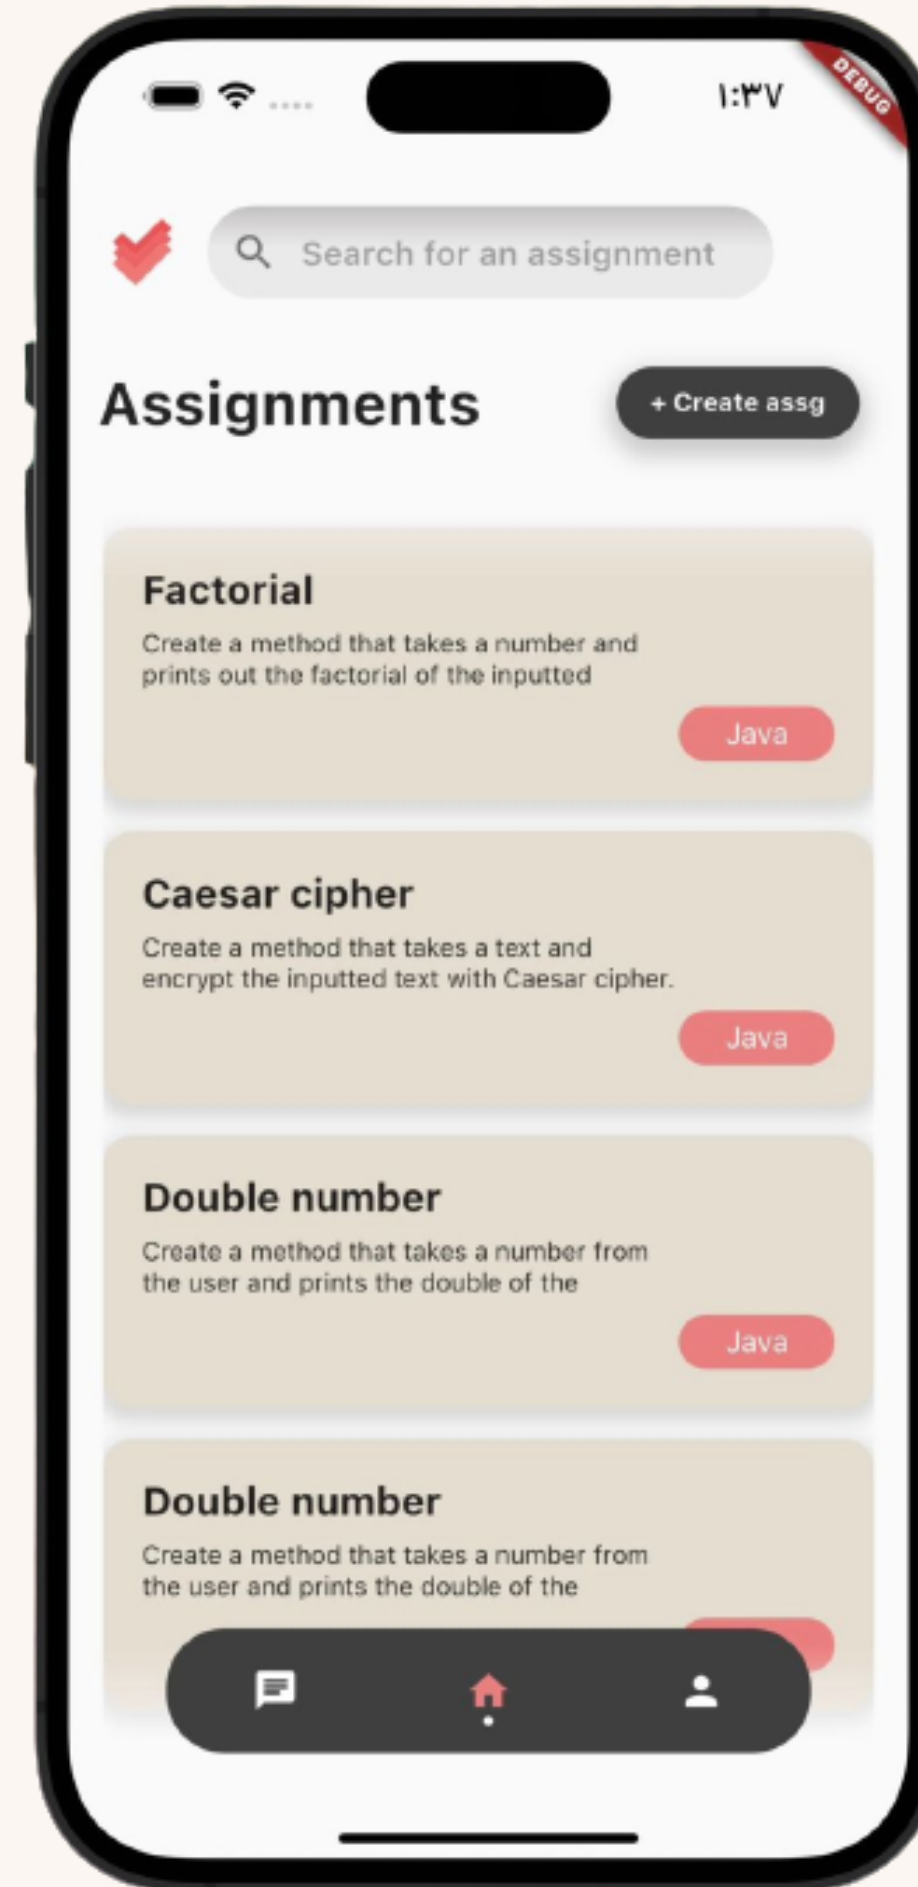 ١:٣٧
DEBUG
Search for an assignment
Assignments
+ Create assg
Factorial
Create a method that takes a number and
prints out the factorial of the inputted
Java
Caesar cipher
Create a method that takes a text and
encrypt the inputted text with Caesar cipher.
Java
Double number
Create a method that takes a number from
the user and prints the double of the
Java
Double number
Create a method that takes a number from
the user and prints the double of the